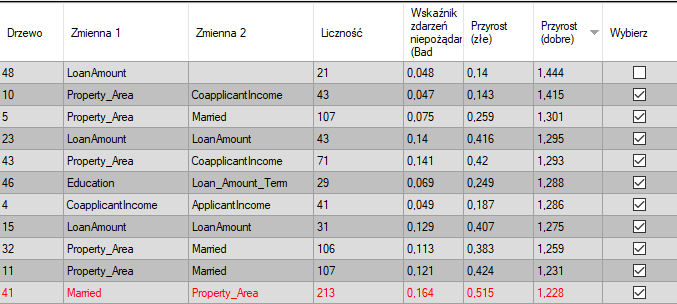 Drzewo Zmienna 1 Zmienna 2 Liczność Wskaźnik zdarzeń niepożądar (Bad Przyrost (złe) Przyrost (dobre) Wybierz
48 LoanAmount 21 0,048 0,14 1,444
10 Property_Area CoapplicantIncome 43 0,047 0,143 1,415
5 Property_Area Married 107 0,075 0,259 1,301
23 LoanAmount LoanAmount 43 0,14 0,416 1,295
43 Property_Area CoapplicantIncome 71 0,141 0,42 1,293
46 Education Loan_Amount_Term 29 0,069 0,249 1,288
4 CoapplicantIncome ApplicantIncome 41 0,049 0,187 1,286
15 LoanAmount LoanAmount 31 0,129 0,407 1,275
32 Property_Area Married 106 0,113 0,383 1,259
11 Property_Area Married 107 0,121 0,424 1,231
41 Married Property_Area 213 0,164 0,515 1,228